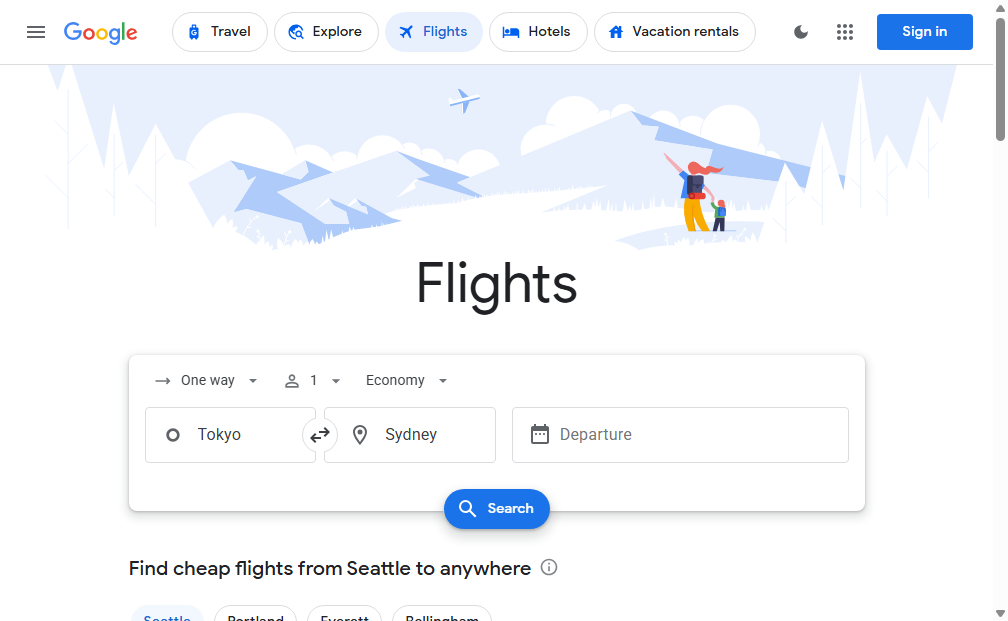 Google
Travel
Explore
Flights
Hotels
Vacation rentals
Sign in
Flights
One way
1
Economy
Tokyo
Sydney
Departure
Search
Find cheap flights from Seattle to anywhere
Seattle
Portland
Everett
Bellingham